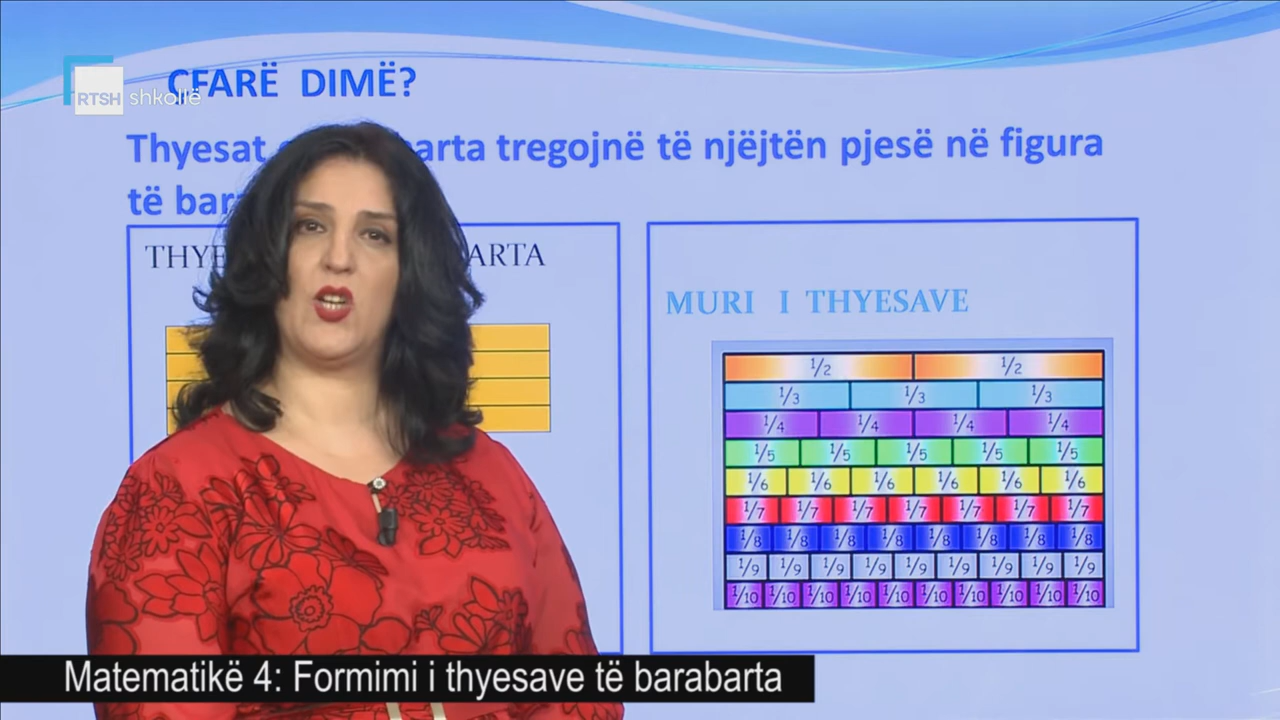 RTSH shkollë
ÇFARË DIMË?
Thyesat tregojnë të njëjtën pjesë në figura
të
MURI I THYESAVE
1/2 1/2
1/3 1/3 1/3
1/4 1/4 1/4 1/4
1/5 1/5 1/5 1/5 1/5
1/6 1/6 1/6 1/6 1/6 1/6
1/7 1/7 1/7 1/7 1/7 1/7 1/7
1/8 1/8 1/8 1/8 1/8 1/8 1/8 1/8
1/9 1/9 1/9 1/9 1/9 1/9 1/9 1/9 1/9
1/10 1/10 1/10 1/10 1/10 1/10 1/10 1/10 1/10 1/10
Matematikë 4: Formimi i thyesave të barabarta